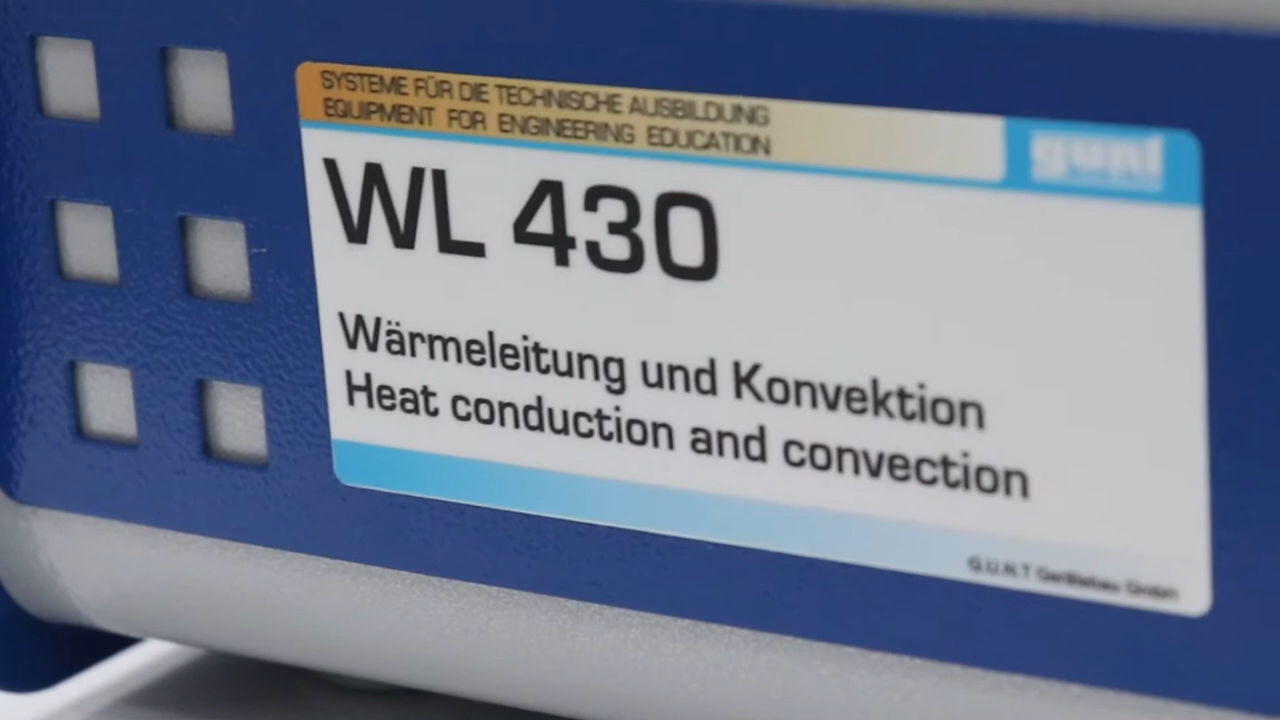 SYSTEME FÜR DIE TECHNISCHE AUSBILDUNG
EQUIPMENT FOR ENGINEERING EDUCATION
gunt
WL 430
Wärmeleitung und Konvektion
Heat conduction and convection
G.U.N.T Gerätebau GmbH